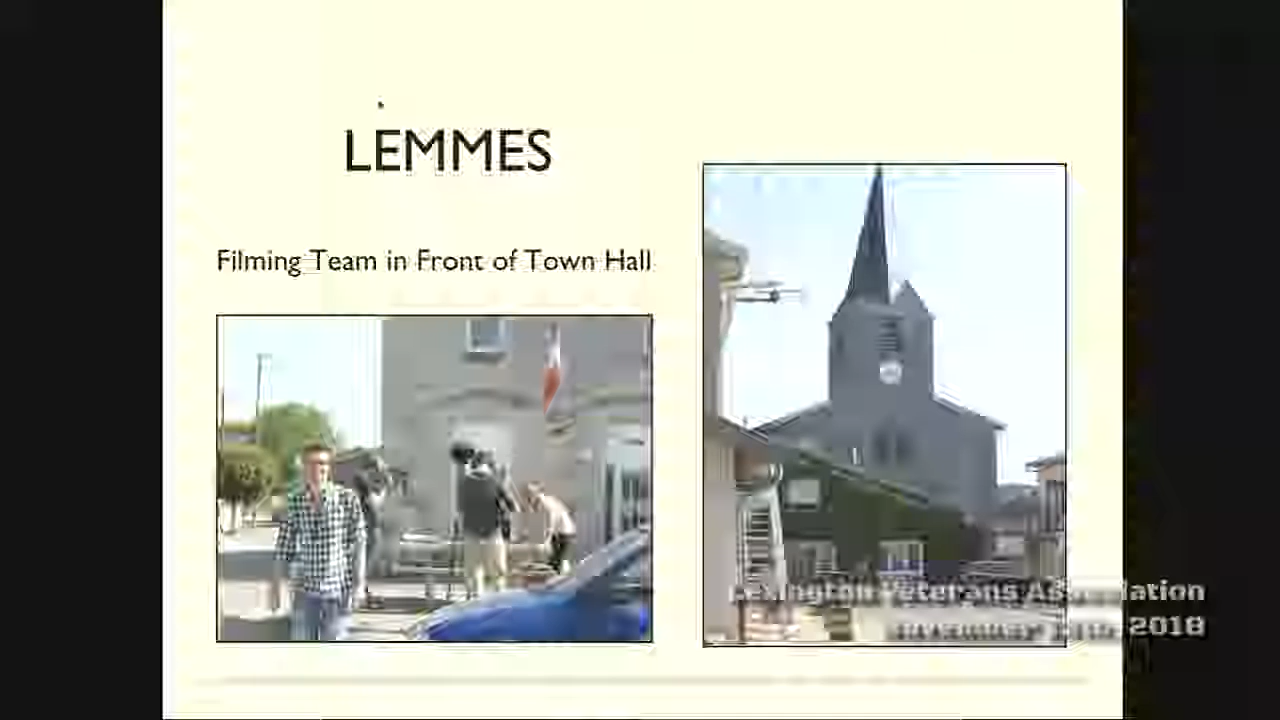 LEMMES
Filming Team in Front of Town Hall
Lexington Veterans Association
2018